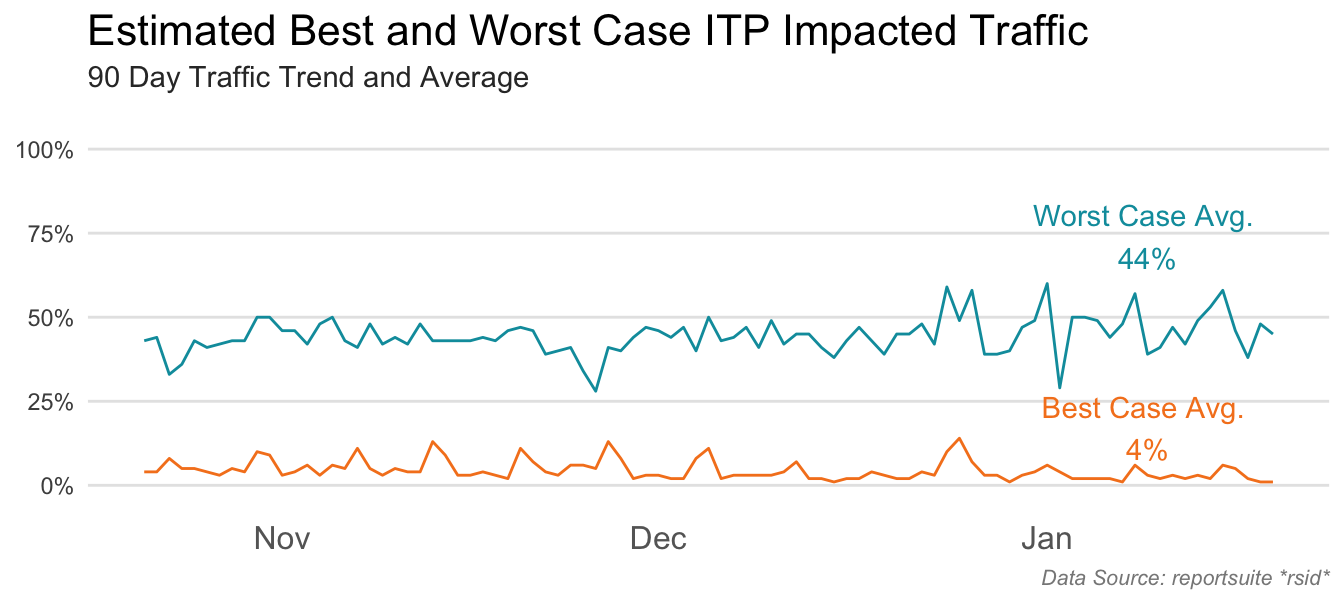 Estimated Best and Worst Case ITP Impacted Traffic
90 Day Traffic Trend and Average
100%
Worst Case Avg.
75%
44%
50%
25%
Best Case Avg.
4%
0%
Nov Dec Jan
Data Source: reportsuite *rsid*